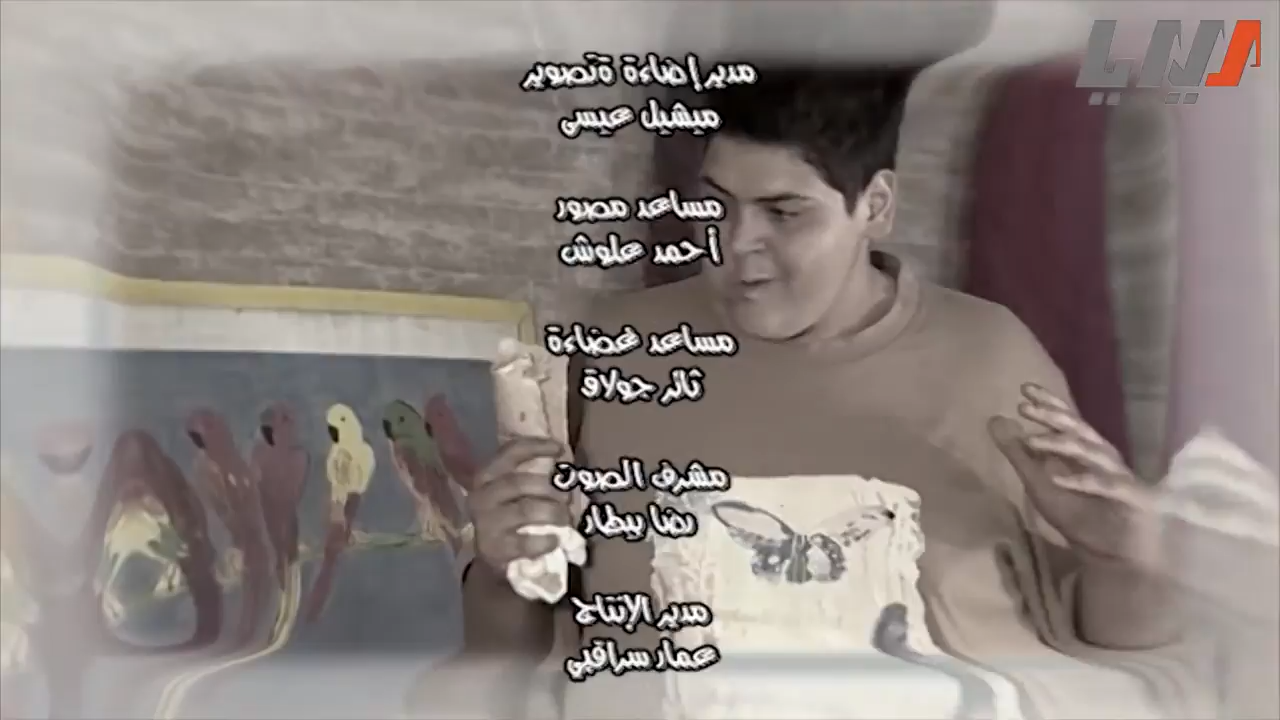 لينا
مدير إضاءة وتصوير
ميشيل عيسى
مساعد مصور
أحمد علوش
مساعد إضاءة
ثائر جولاق
مشرف الصوت
رضا بيطار
مدير الإنتاج
عمار سراقبي